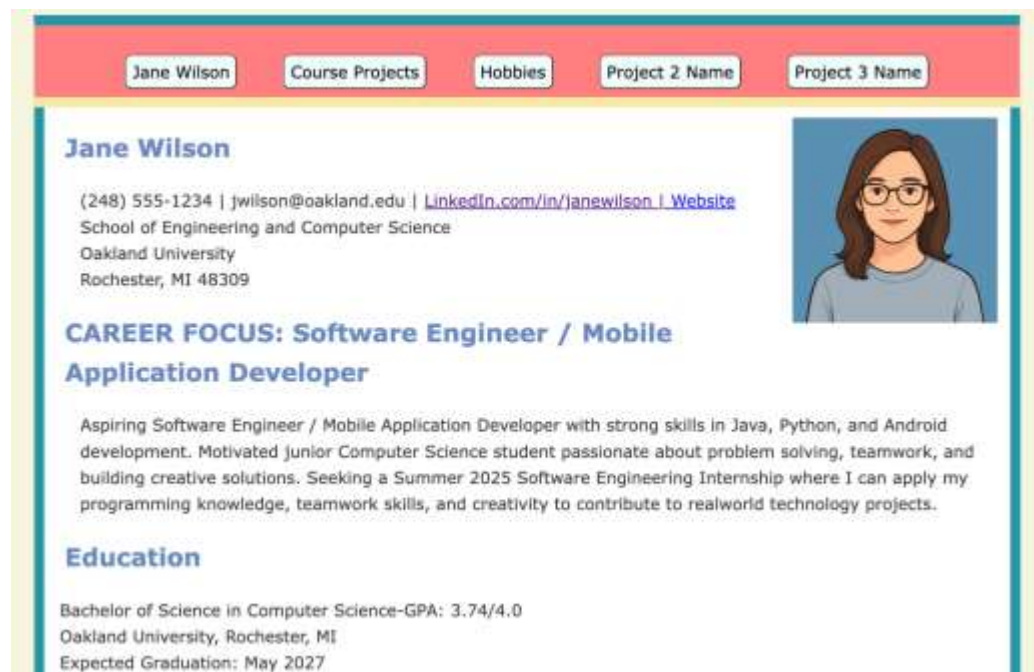 Jane Wilson Course Projects Hobbies Project 2 Name Project 3 Name
Jane Wilson
(248) 555-1234 | jwilson@oakland.edu | LinkedIn.com/in/janewilson | Website
School of Engineering and Computer Science
Oakland University
Rochester, MI 48309
CAREER FOCUS: Software Engineer / Mobile
Application Developer
Aspiring Software Engineer / Mobile Application Developer with strong skills in Java, Python, and Android
development. Motivated junior Computer Science student passionate about problem solving, teamwork, and
building creative solutions. Seeking a Summer 2025 Software Engineering Internship where I can apply my
programming knowledge, teamwork skills, and creativity to contribute to realworld technology projects.
Education
Bachelor of Science in Computer Science-GPA: 3.74/4.0
Oakland University, Rochester, MI
Expected Graduation: May 2027